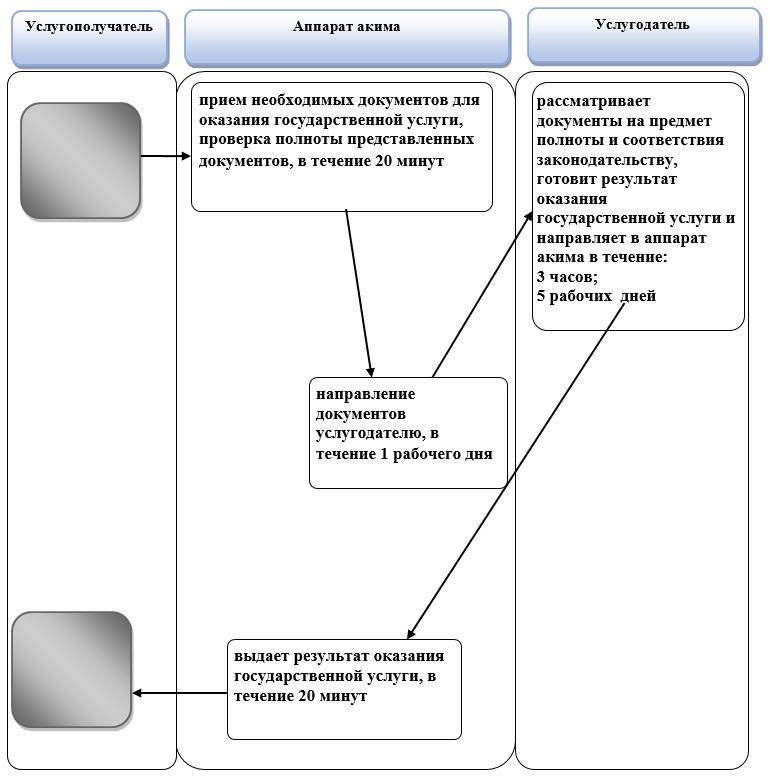 Услугополучатель
Аппарат акима
Услугодатель
прием необходимых документов для
оказания государственной услуги,
проверка полноты представленных
документов, в течение 20 минут
рассматривает
документы на предмет
полноты и соответствия
законодательству,
готовит результат
оказания
государственной услуги и
направляет в аппарат
акима в течение:
3 часов;
5 рабочих дней
направление
документов
услугодателю, в
течение 1 рабочего дня
выдает результат оказания
государственной услуги, в
течение 20 минут